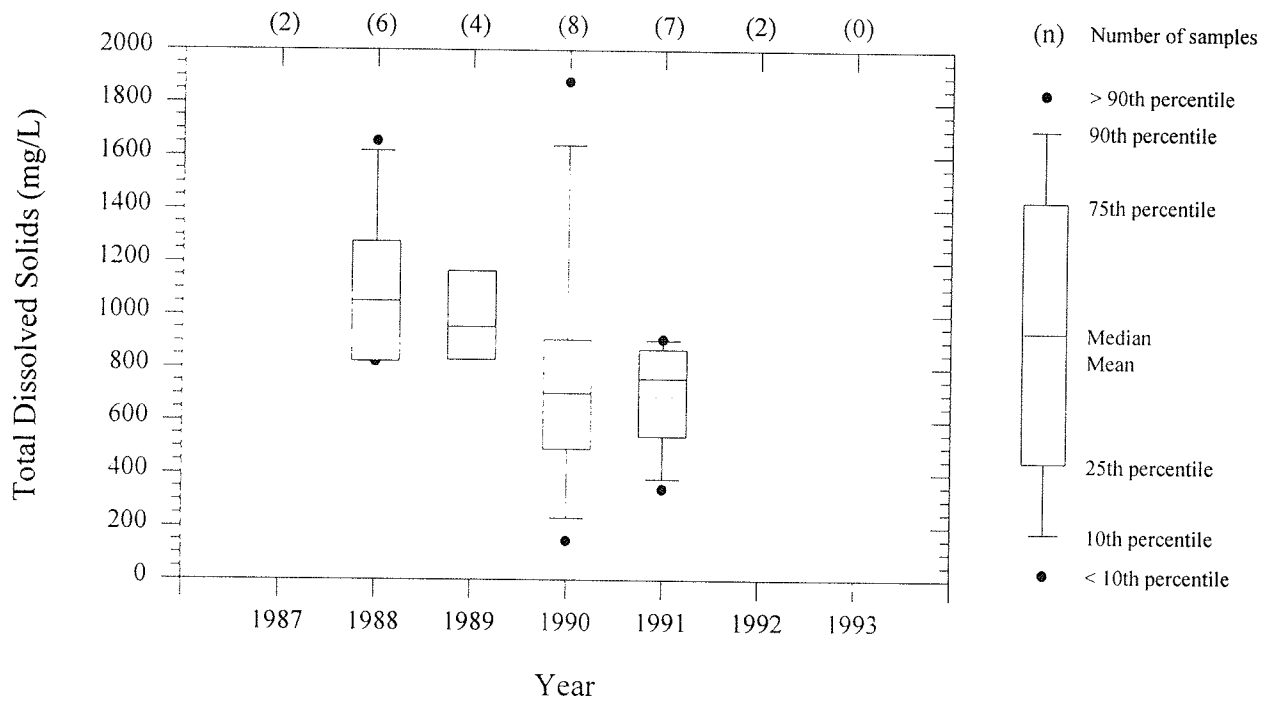 (2) (6) (4) (8) (7) (2) (0)
(n) Number of samples
2000
1800
1600
1400
1200
1000
800
600
400
200
0
Total Dissolved Solids (mg/L)
1987 1988 1989 1990 1991 1992 1993
Year
> 90th percentile
90th percentile
75th percentile
Median
Mean
25th percentile
10th percentile
< 10th percentile